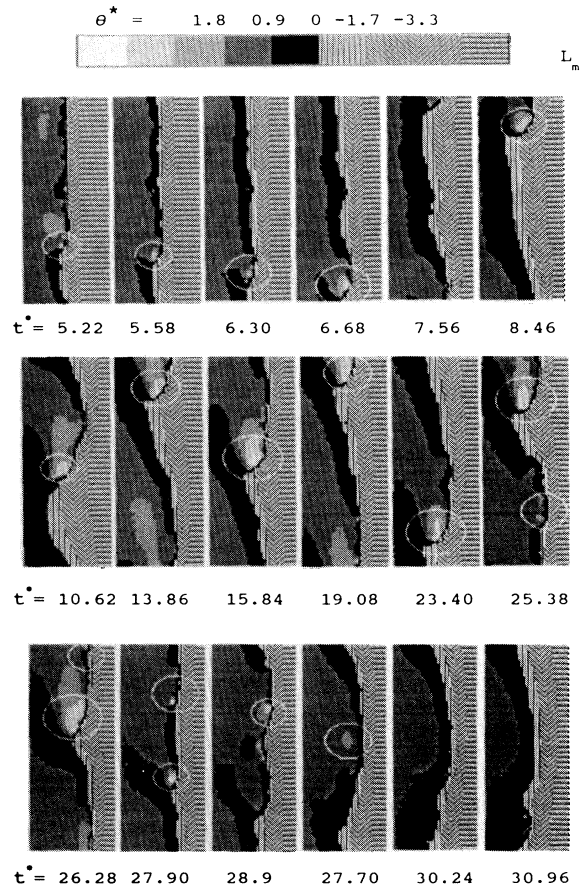 θ* = 1.8 0.9 0 -1.7 -3.3
Lm
t* = 5.22 5.58 6.30 6.68 7.56 8.46
t* = 10.62 13.86 15.84 19.08 23.40 25.38
t* = 26.28 27.90 28.9 27.70 30.24 30.96